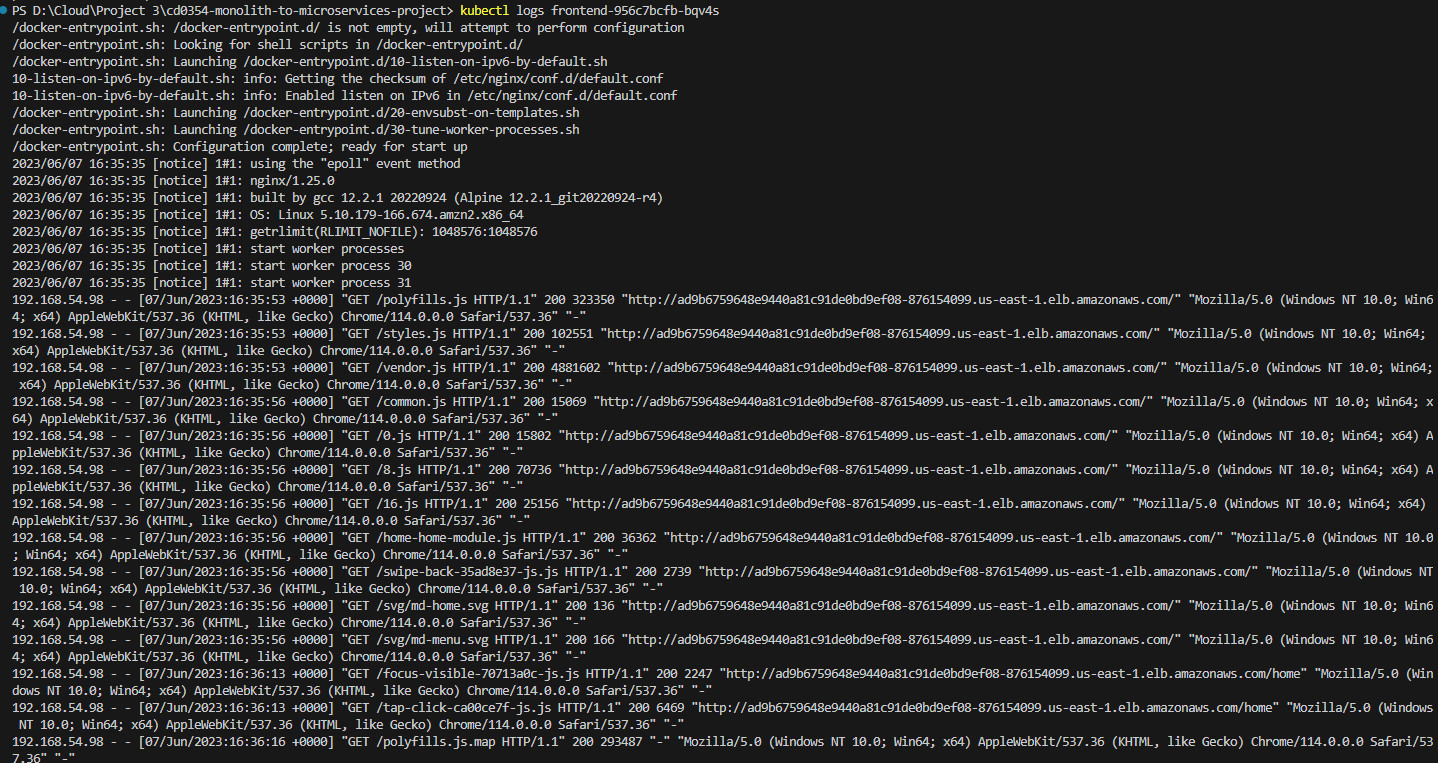 PS D:\Cloud\Project 3\cd0354-monolith-to-microservices-project> kubectl logs frontend-956c7bcfb-bqv4s
/docker-entrypoint.sh: /docker-entrypoint.d/ is not empty, will attempt to perform configuration
/docker-entrypoint.sh: Looking for shell scripts in /docker-entrypoint.d/
/docker-entrypoint.sh: Launching /docker-entrypoint.d/10-listen-on-ipv6-by-default.sh
10-listen-on-ipv6-by-default.sh: info: Getting the checksum of /etc/nginx/conf.d/default.conf
10-listen-on-ipv6-by-default.sh: info: Enabled listen on IPv6 in /etc/nginx/conf.d/default.conf
/docker-entrypoint.sh: Launching /docker-entrypoint.d/20-envsubst-on-templates.sh
/docker-entrypoint.sh: Launching /docker-entrypoint.d/30-tune-worker-processes.sh
/docker-entrypoint.sh: Configuration complete; ready for start up
2023/06/07 16:35:35 [notice] 1#1: using the "epoll" event method
2023/06/07 16:35:35 [notice] 1#1: nginx/1.25.0
2023/06/07 16:35:35 [notice] 1#1: built by gcc 12.2.1 20220924 (Alpine 12.2.1_git20220924-r4)
2023/06/07 16:35:35 [notice] 1#1: OS: Linux 5.10.179-166.674.amzn2.x86_64
2023/06/07 16:35:35 [notice] 1#1: getrlimit(RLIMIT_NOFILE): 1048576:1048576
2023/06/07 16:35:35 [notice] 1#1: start worker processes
2023/06/07 16:35:35 [notice] 1#1: start worker process 30
2023/06/07 16:35:35 [notice] 1#1: start worker process 31
192.168.54.98 - - [07/Jun/2023:16:35:53 +0000] "GET /polyfills.js HTTP/1.1" 200 323350 "http://ad9b6759648e9440a81c91de0bd9ef08-876154099.us-east-1.elb.amazonaws.com/" "Mozilla/5.0 (Windows NT 10.0; Win6
4; x64) AppleWebKit/537.36 (KHTML, like Gecko) Chrome/114.0.0.0 Safari/537.36" "-"
192.168.54.98 - - [07/Jun/2023:16:35:53 +0000] "GET /styles.js HTTP/1.1" 200 102551 "http://ad9b6759648e9440a81c91de0bd9ef08-876154099.us-east-1.elb.amazonaws.com/" "Mozilla/5.0 (Windows NT 10.0; Win64;
x64) AppleWebKit/537.36 (KHTML, like Gecko) Chrome/114.0.0.0 Safari/537.36" "-"
192.168.54.98 - - [07/Jun/2023:16:35:53 +0000] "GET /vendor.js HTTP/1.1" 200 4881602 "http://ad9b6759648e9440a81c91de0bd9ef08-876154099.us-east-1.elb.amazonaws.com/" "Mozilla/5.0 (Windows NT 10.0; Win64;
x64) AppleWebKit/537.36 (KHTML, like Gecko) Chrome/114.0.0.0 Safari/537.36" "-"
192.168.54.98 - - [07/Jun/2023:16:35:56 +0000] "GET /common.js HTTP/1.1" 200 15069 "http://ad9b6759648e9440a81c91de0bd9ef08-876154099.us-east-1.elb.amazonaws.com/" "Mozilla/5.0 (Windows NT 10.0; Win64; x
64) AppleWebKit/537.36 (KHTML, like Gecko) Chrome/114.0.0.0 Safari/537.36" "-"
192.168.54.98 - - [07/Jun/2023:16:35:56 +0000] "GET /0.js HTTP/1.1" 200 15802 "http://ad9b6759648e9440a81c91de0bd9ef08-876154099.us-east-1.elb.amazonaws.com/" "Mozilla/5.0 (Windows NT 10.0; Win64; x64) A
ppleWebKit/537.36 (KHTML, like Gecko) Chrome/114.0.0.0 Safari/537.36" "-"
192.168.54.98 - - [07/Jun/2023:16:35:56 +0000] "GET /8.js HTTP/1.1" 200 70736 "http://ad9b6759648e9440a81c91de0bd9ef08-876154099.us-east-1.elb.amazonaws.com/" "Mozilla/5.0 (Windows NT 10.0; Win64; x64) A
ppleWebKit/537.36 (KHTML, like Gecko) Chrome/114.0.0.0 Safari/537.36" "-"
192.168.54.98 - - [07/Jun/2023:16:35:56 +0000] "GET /16.js HTTP/1.1" 200 25156 "http://ad9b6759648e9440a81c91de0bd9ef08-876154099.us-east-1.elb.amazonaws.com/" "Mozilla/5.0 (Windows NT 10.0; Win64; x64)
AppleWebKit/537.36 (KHTML, like Gecko) Chrome/114.0.0.0 Safari/537.36" "-"
192.168.54.98 - - [07/Jun/2023:16:35:56 +0000] "GET /home-home-module.js HTTP/1.1" 200 36362 "http://ad9b6759648e9440a81c91de0bd9ef08-876154099.us-east-1.elb.amazonaws.com/" "Mozilla/5.0 (Windows NT 10.0
; Win64; x64) AppleWebKit/537.36 (KHTML, like Gecko) Chrome/114.0.0.0 Safari/537.36" "-"
192.168.54.98 - - [07/Jun/2023:16:35:56 +0000] "GET /swipe-back-35ad8e37-js.js HTTP/1.1" 200 2739 "http://ad9b6759648e9440a81c91de0bd9ef08-876154099.us-east-1.elb.amazonaws.com/" "Mozilla/5.0 (Windows NT
10.0; Win64; x64) AppleWebKit/537.36 (KHTML, like Gecko) Chrome/114.0.0.0 Safari/537.36" "-"
192.168.54.98 - - [07/Jun/2023:16:35:56 +0000] "GET /svg/md-home.svg HTTP/1.1" 200 136 "http://ad9b6759648e9440a81c91de0bd9ef08-876154099.us-east-1.elb.amazonaws.com/" "Mozilla/5.0 (Windows NT 10.0; Win6
4; x64) AppleWebKit/537.36 (KHTML, like Gecko) Chrome/114.0.0.0 Safari/537.36" "-"
192.168.54.98 - - [07/Jun/2023:16:35:56 +0000] "GET /svg/md-menu.svg HTTP/1.1" 200 166 "http://ad9b6759648e9440a81c91de0bd9ef08-876154099.us-east-1.elb.amazonaws.com/" "Mozilla/5.0 (Windows NT 10.0; Win6
4; x64) AppleWebKit/537.36 (KHTML, like Gecko) Chrome/114.0.0.0 Safari/537.36" "-"
192.168.54.98 - - [07/Jun/2023:16:36:13 +0000] "GET /focus-visible-70713a0c-js.js HTTP/1.1" 200 2247 "http://ad9b6759648e9440a81c91de0bd9ef08-876154099.us-east-1.elb.amazonaws.com/home" "Mozilla/5.0 (Win
dows NT 10.0; Win64; x64) AppleWebKit/537.36 (KHTML, like Gecko) Chrome/114.0.0.0 Safari/537.36" "-"
192.168.54.98 - - [07/Jun/2023:16:36:13 +0000] "GET /tap-click-ca00ce7f-js.js HTTP/1.1" 200 6469 "http://ad9b6759648e9440a81c91de0bd9ef08-876154099.us-east-1.elb.amazonaws.com/home" "Mozilla/5.0 (Windows
NT 10.0; Win64; x64) AppleWebKit/537.36 (KHTML, like Gecko) Chrome/114.0.0.0 Safari/537.36" "-"
192.168.54.98 - - [07/Jun/2023:16:36:16 +0000] "GET /polyfills.js.map HTTP/1.1" 200 293487 "-" "Mozilla/5.0 (Windows NT 10.0; Win64; x64) AppleWebKit/537.36 (KHTML, like Gecko) Chrome/114.0.0.0 Safari/53
7.36" "-"